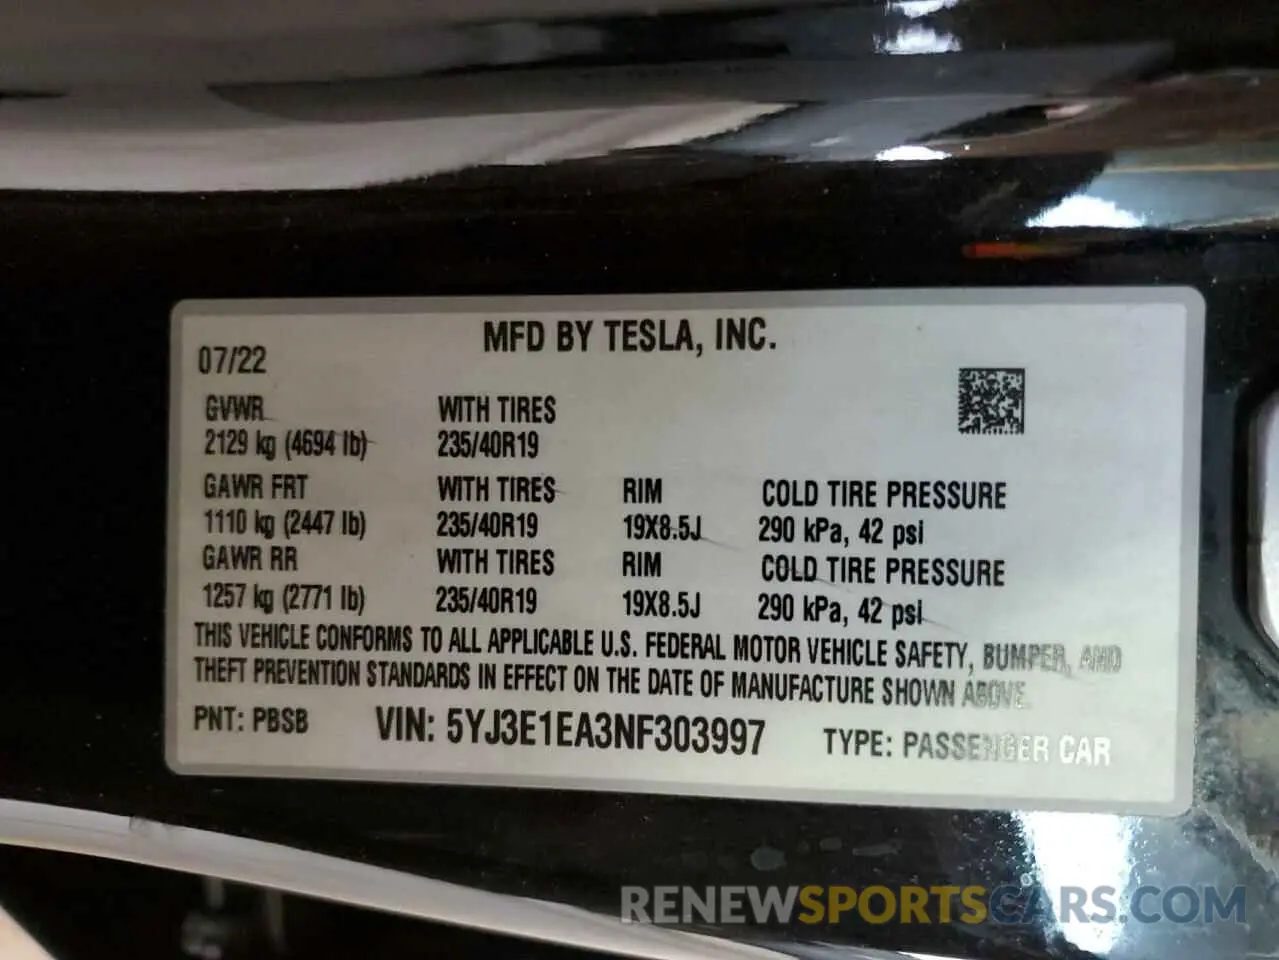 MFD BY TESLA, INC.
07/22
GVWR WITH TIRES
2129 kg (4694 lb) 235/40R19
GAWR FRT WITH TIRES RIM COLD TIRE PRESSURE
1110 kg (2447 lb) 235/40R19 19X8.5J 290 kPa, 42 psi
GAWR RR WITH TIRES RIM COLD TIRE PRESSURE
1257 kg (2771 lb) 235/40R19 19X8.5J 290 kPa, 42 psi
THIS VEHICLE CONFORMS TO ALL APPLICABLE U.S. FEDERAL MOTOR VEHICLE SAFETY, BUMPER, AND
THEFT PREVENTION STANDARDS IN EFFECT ON THE DATE OF MANUFACTURE SHOWN ABOVE.
PNT: PBSB VIN: 5YJ3E1EA3NF303997 TYPE: PASSENGER CAR
RENEWSPORTSCARS.COM